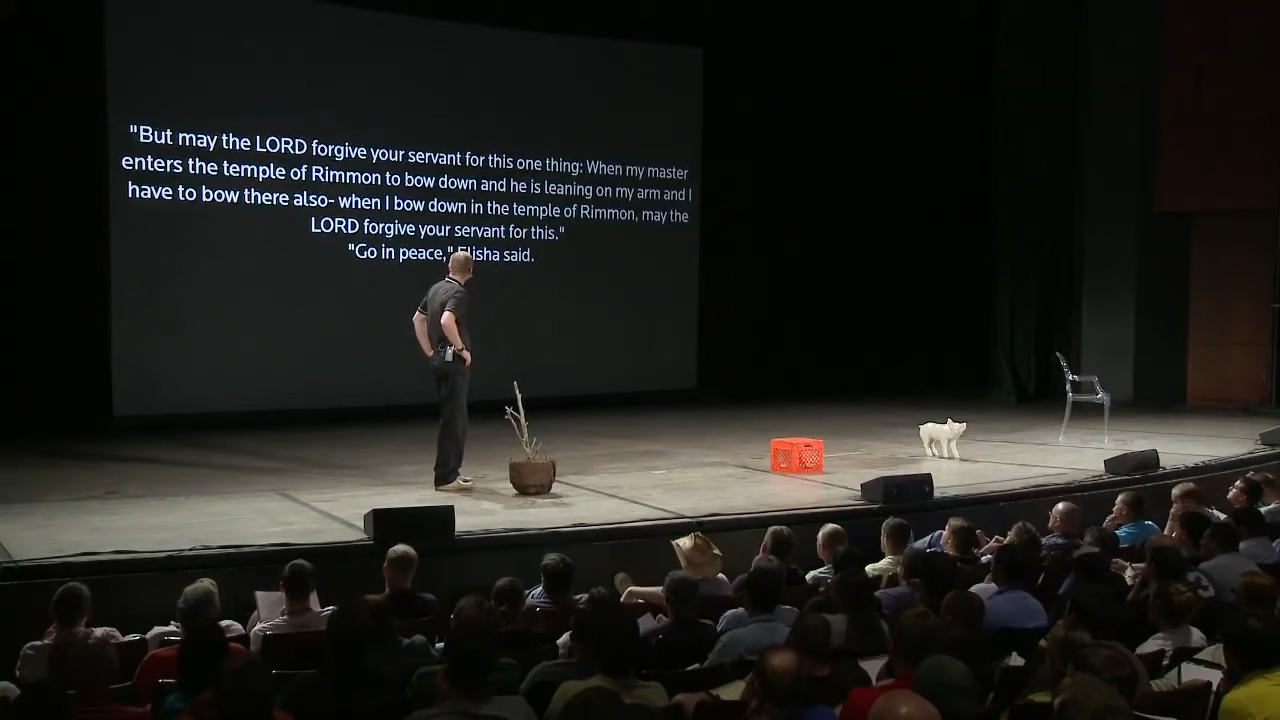 "But may the LORD forgive your servant for this one thing: When my master
enters the temple of Rimmon to bow down and he is leaning on my arm and I
have to bow there also- when I bow down in the temple of Rimmon, may the
LORD forgive your servant for this."
"Go in peace," Elisha said.